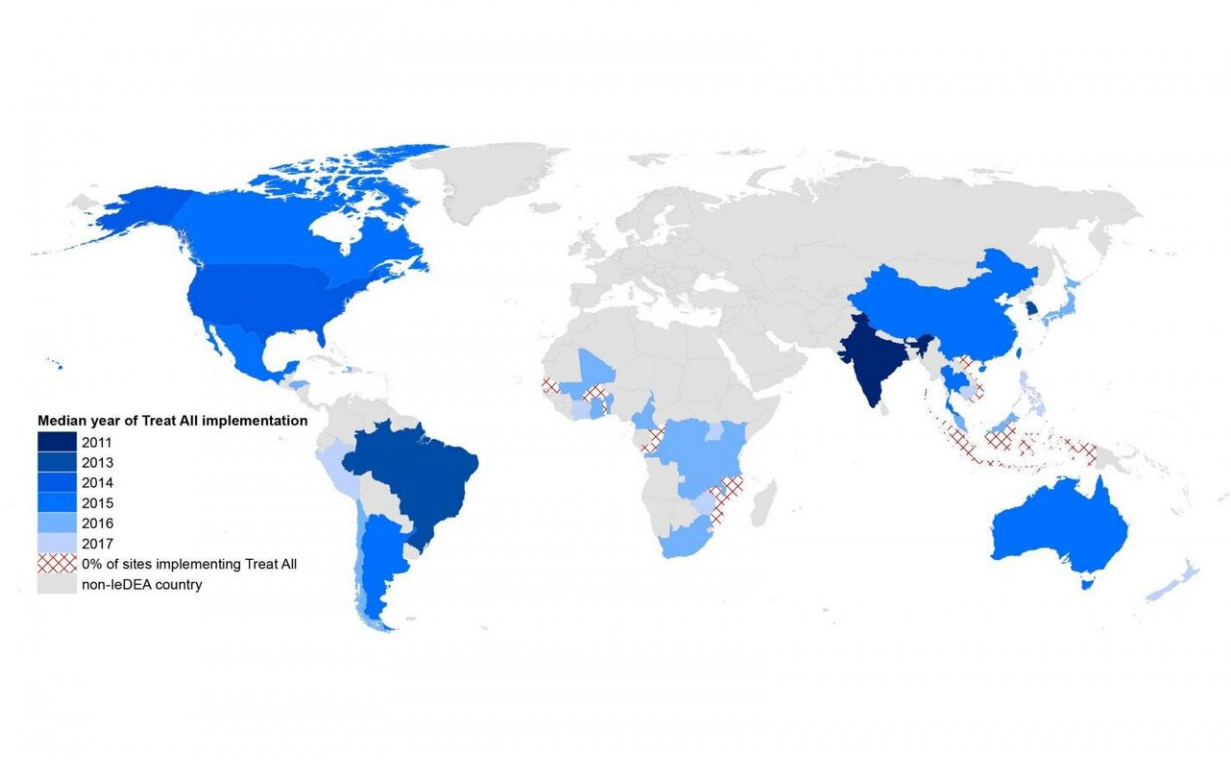 Median year of Treat All implementation
2011
2013
2014
2015
2016
2017
0% of sites implementing Treat All
non-IeDEA country